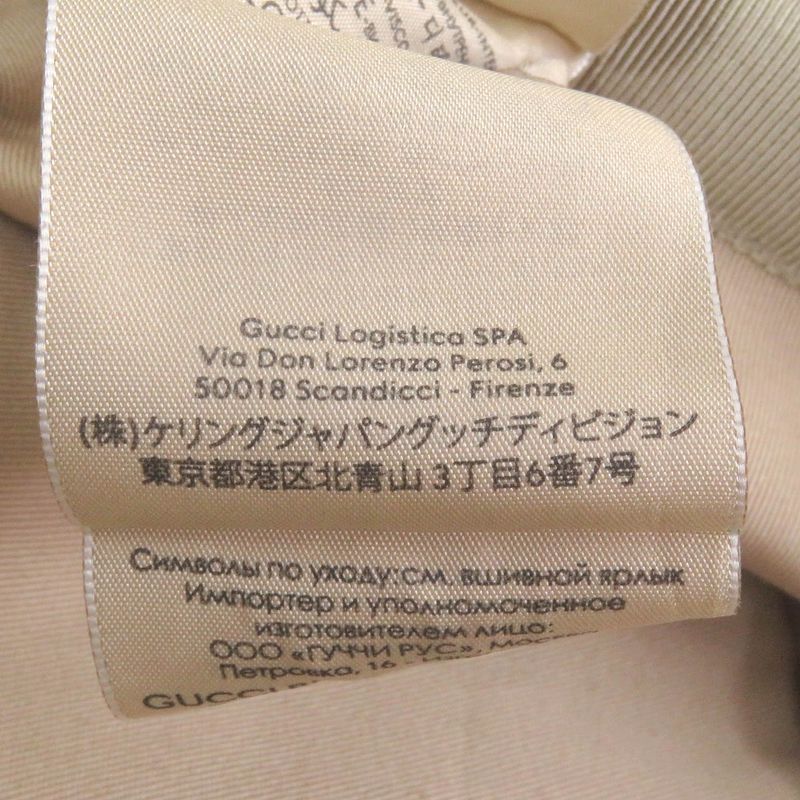 VISCO
Gucci Logistica SPA
Via Don Lorenzo Perosi, 6
50018 Scandicci - Firenze
(株)ケリングジャパングッチディビジョン
東京都港区北青山 3丁目6番7号
Символы по уходу:см. вшивной ярлык
Импортер и уполномоченное
изготовителем лицо:
ООО «ГУЧЧИ РУС»,
Петровка, 16 -
GUCCI